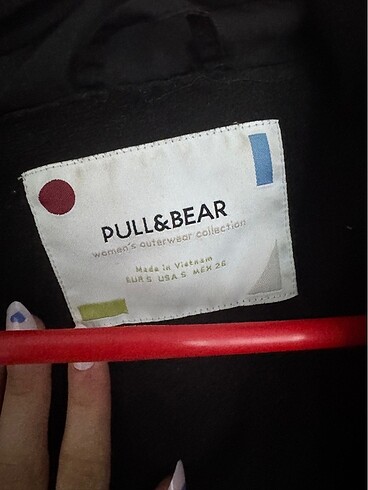 PULL&BEAR
women's outerwear collection
Made in Vietnam
EUR S USA S MEX 26